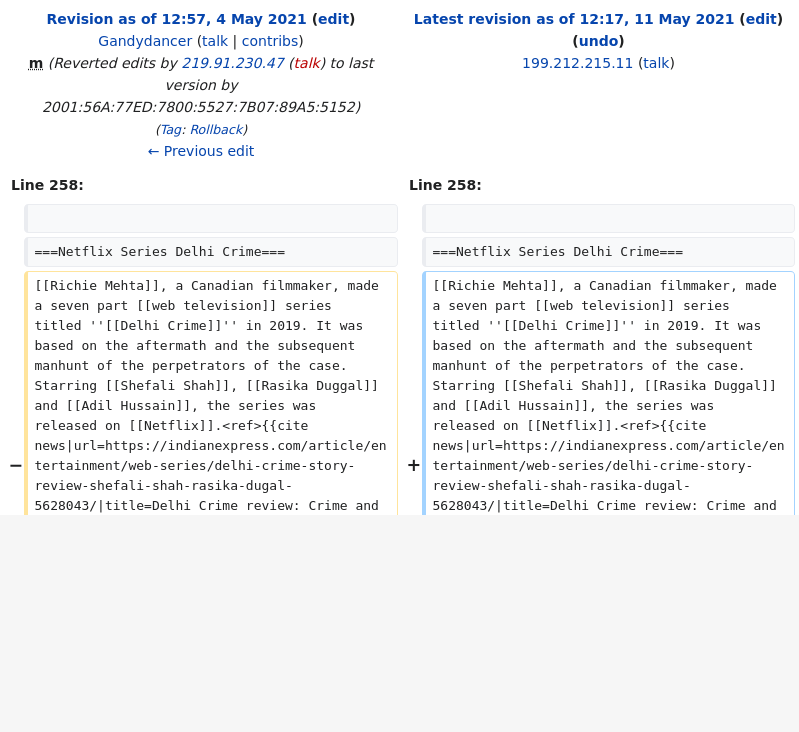 Revision as of 12:57, 4 May 2021 (edit)
Gandydancer (talk | contribs)
m (Reverted edits by 219.91.230.47 (talk) to last
version by
2001:56A:77ED:7800:5527:7B07:89A5:5152)
(Tag: Rollback)
← Previous edit
Latest revision as of 12:17, 11 May 2021 (edit)
(undo)
199.212.215.11 (talk)
Line 258:
===Netflix Series Delhi Crime===
−
[[Richie Mehta]], a Canadian filmmaker, made
a seven part [[web television]] series
titled ''[[Delhi Crime]]'' in 2019. It was
based on the aftermath and the subsequent
manhunt of the perpetrators of the case.
Starring [[Shefali Shah]], [[Rasika Duggal]]
and [[Adil Hussain]], the series was
released on [[Netflix]].<ref>{{cite
news|url=https://indianexpress.com/article/en
tertainment/web-series/delhi-crime-story-
review-shefali-shah-rasika-dugal-
5628043/|title=Delhi Crime review: Crime and
Line 258:
===Netflix Series Delhi Crime===
+
[[Richie Mehta]], a Canadian filmmaker, made
a seven part [[web television]] series
titled ''[[Delhi Crime]]'' in 2019. It was
based on the aftermath and the subsequent
manhunt of the perpetrators of the case.
Starring [[Shefali Shah]], [[Rasika Duggal]]
and [[Adil Hussain]], the series was
released on [[Netflix]].<ref>{{cite
news|url=https://indianexpress.com/article/en
tertainment/web-series/delhi-crime-story-
review-shefali-shah-rasika-dugal-
5628043/|title=Delhi Crime review: Crime and